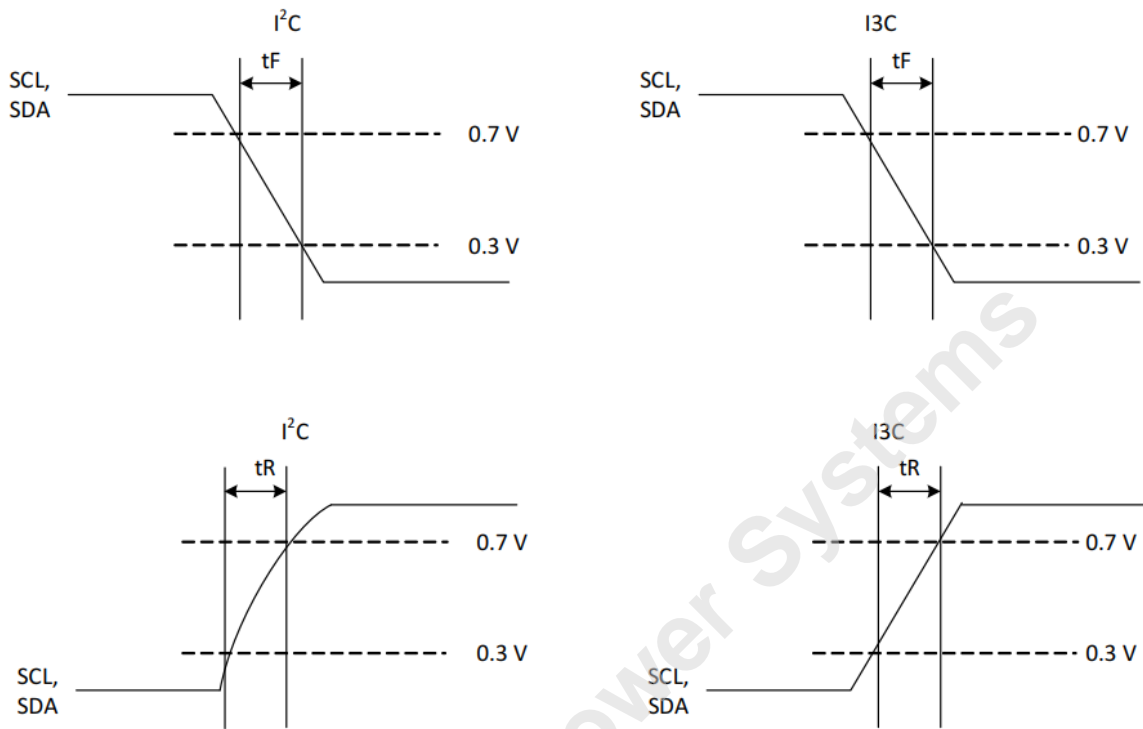 I²C
tF
SCL,
SDA
0.7 V
0.3 V
I3C
tF
SCL,
SDA
0.7 V
0.3 V
I²C
tR
0.7 V
0.3 V
SCL,
SDA
I3C
tR
0.7 V
0.3 V
SCL,
SDA
ower Systems